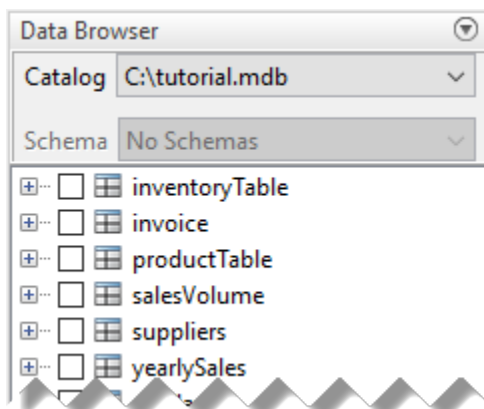 Data Browser
Catalog C:\tutorial.mdb
Schema No Schemas
inventoryTable
invoice
productTable
salesVolume
suppliers
yearlySales